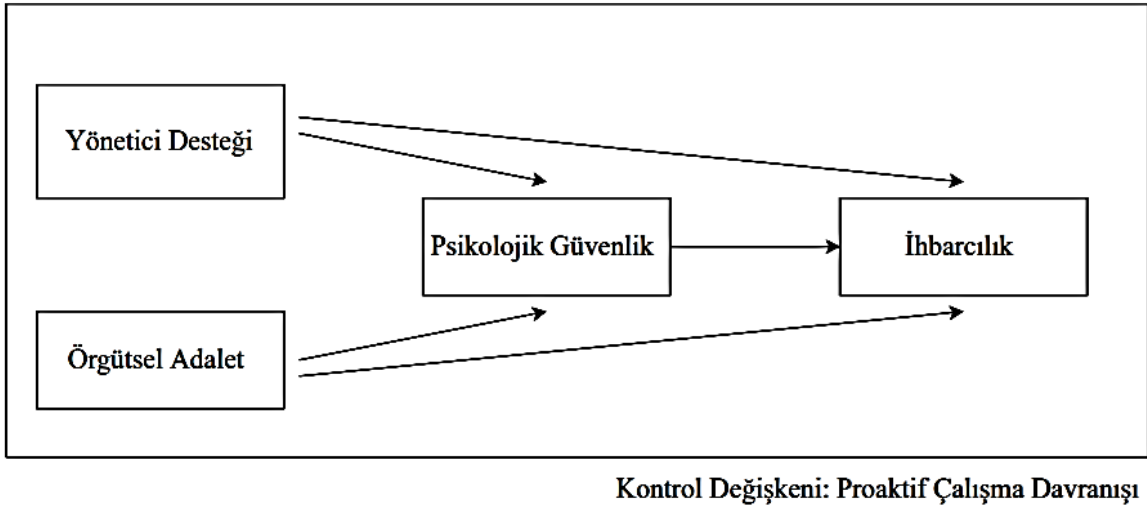 Yönetici Desteği
Psikolojik Güvenlik
İhbarcılık
Örgütsel Adalet
Kontrol Değişkeni: Proaktif Çalışma Davranışı